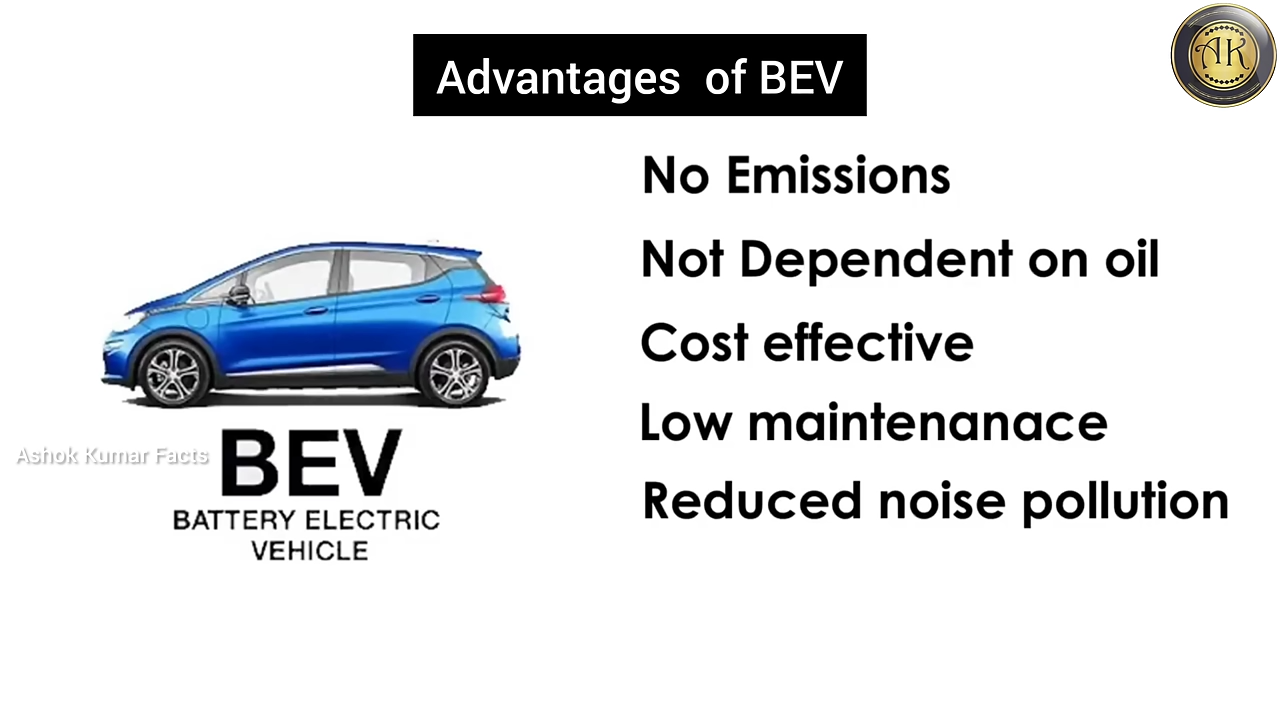 AK
Advantages of BEV
No Emissions
Not Dependent on oil
Cost effective
Low maintenanace
Reduced noise pollution
Ashok Kumar Facts
BEV
BATTERY ELECTRIC
VEHICLE